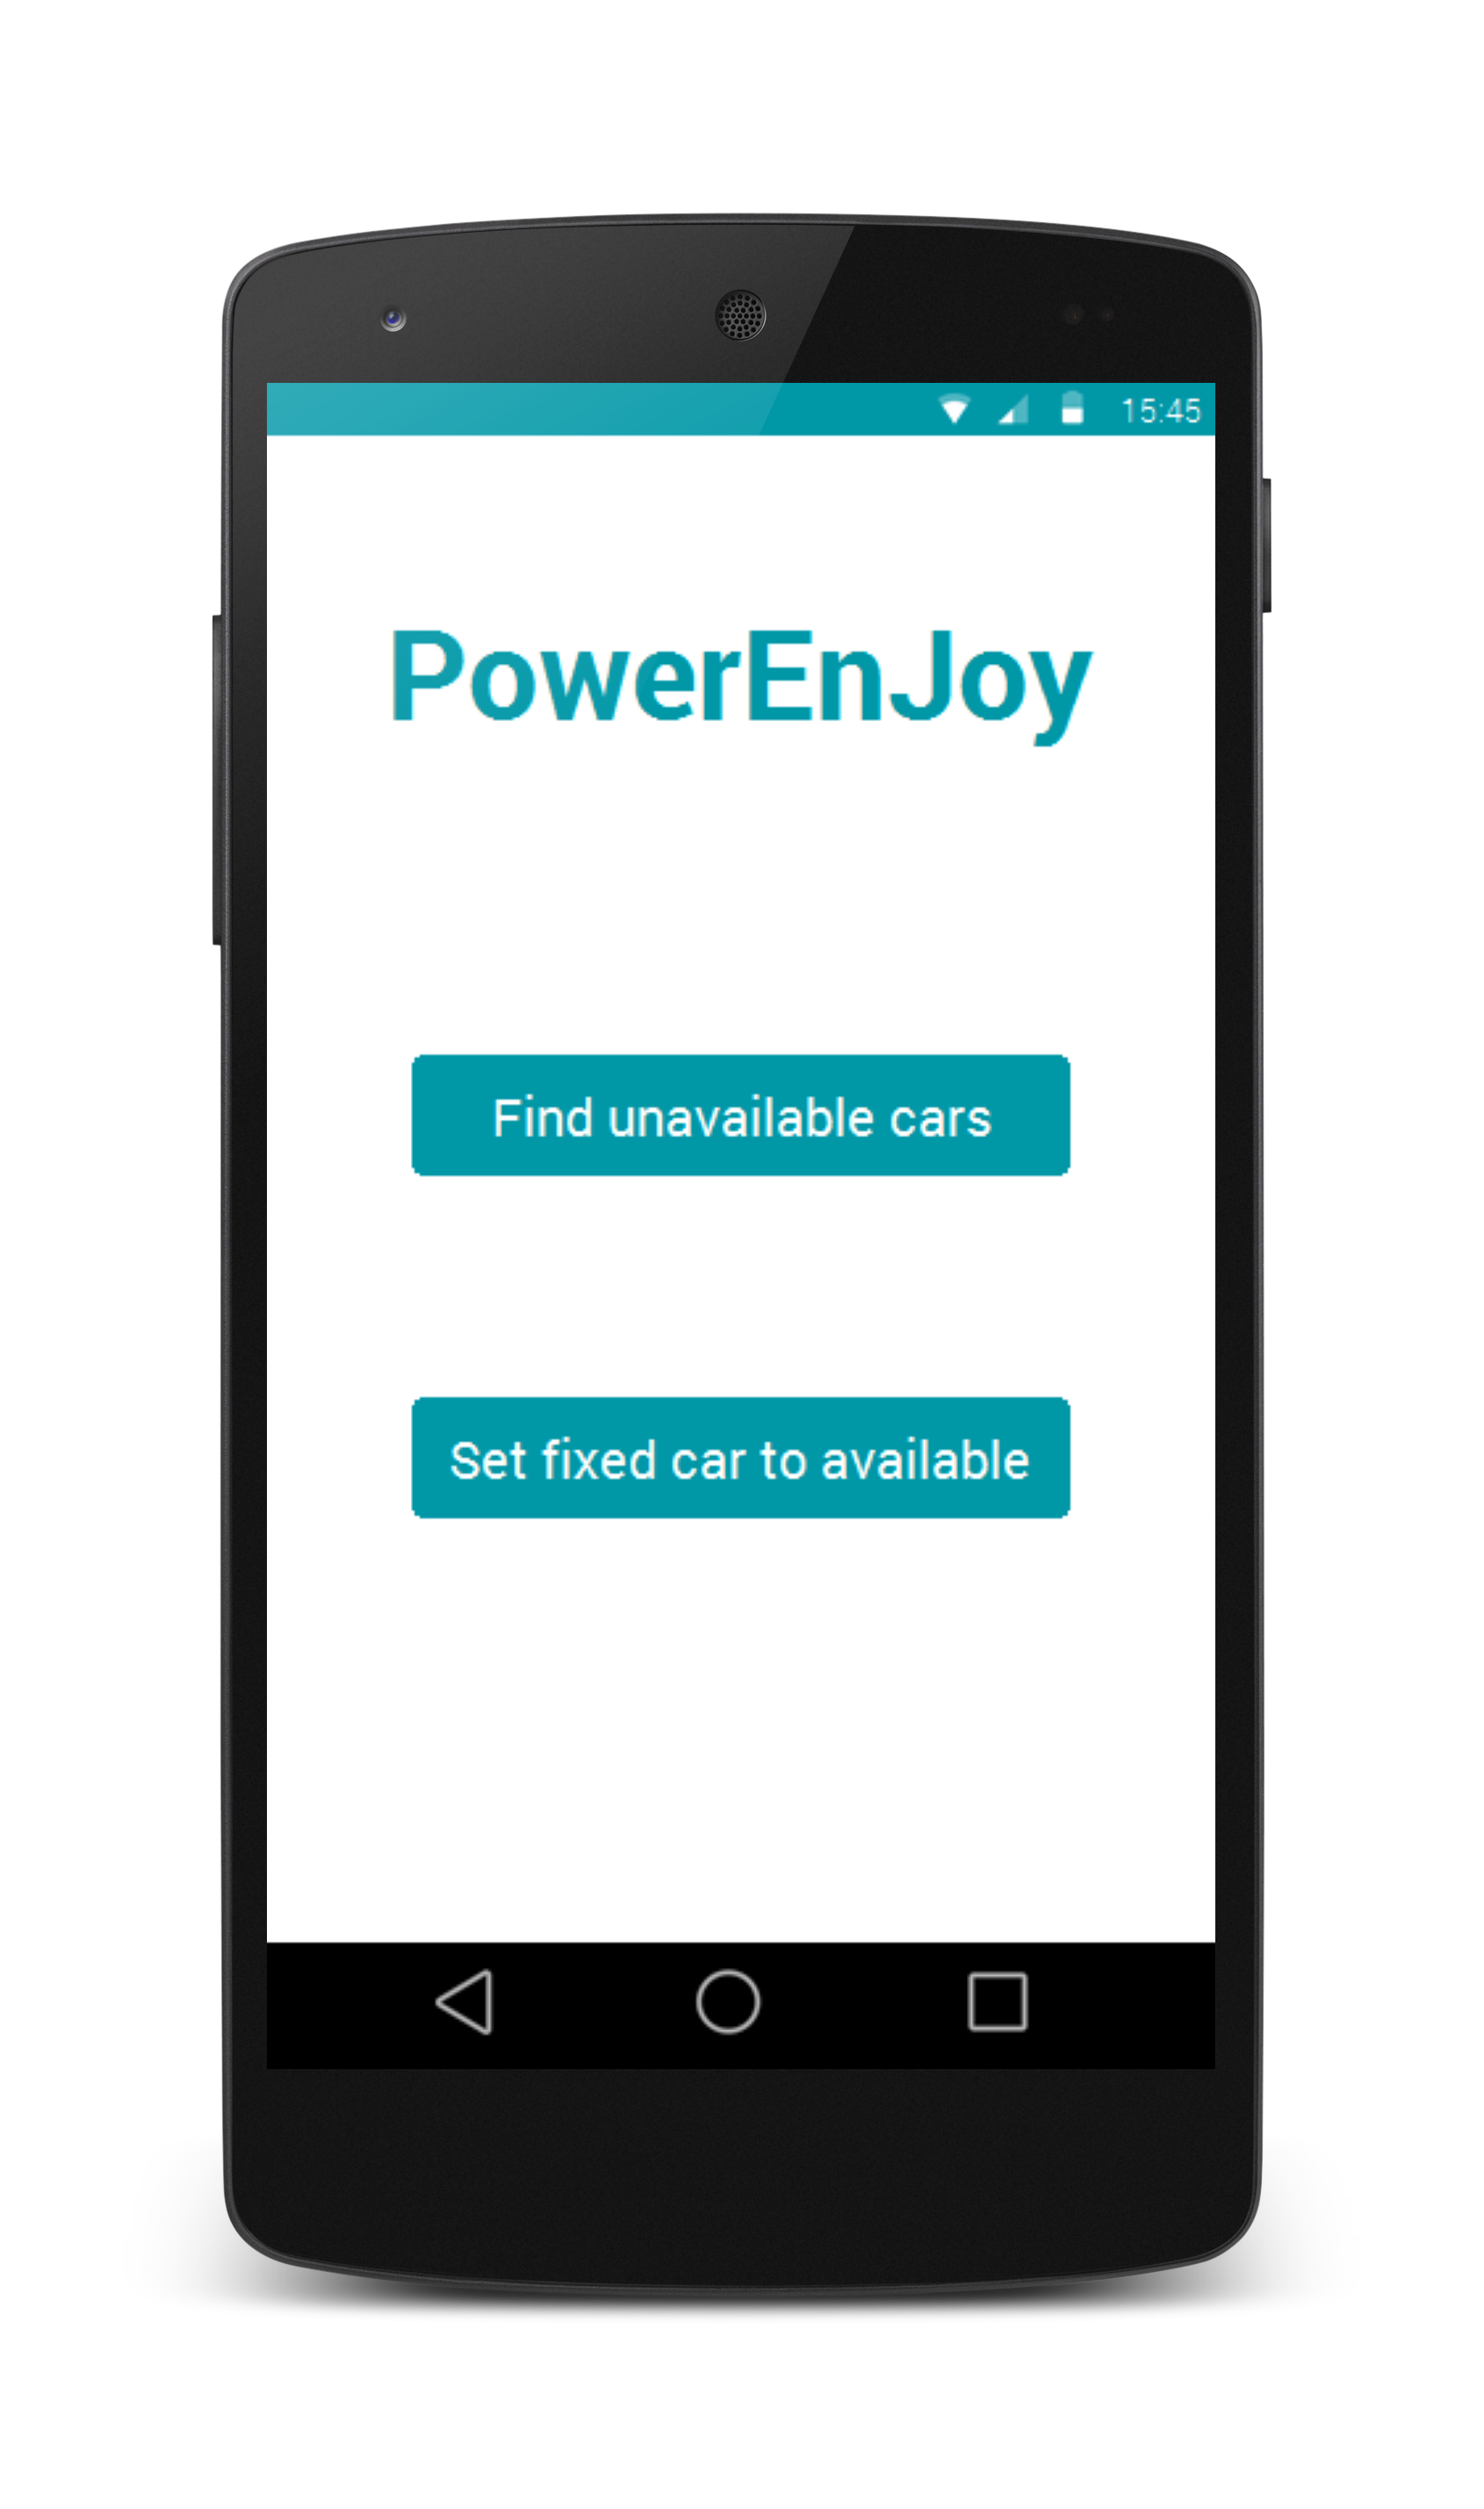 15:45
PowerEnJoy
Find unavailable cars
Set fixed car to available